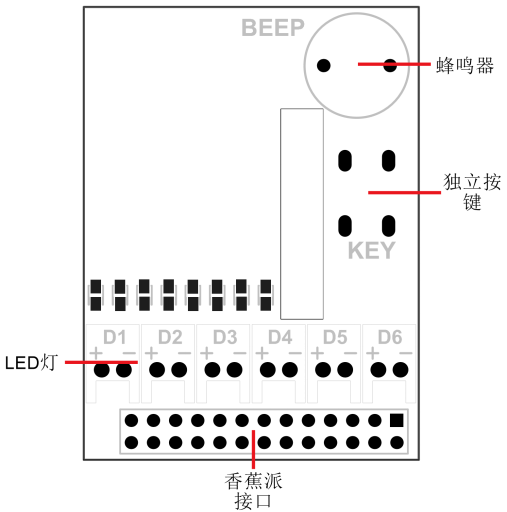 BEEP
蜂鸣器
独立按
键
KEY
D1 D2 D3 D4 D5 D6
+ − + − + − + − + − + −
LED灯
香蕉派
接口